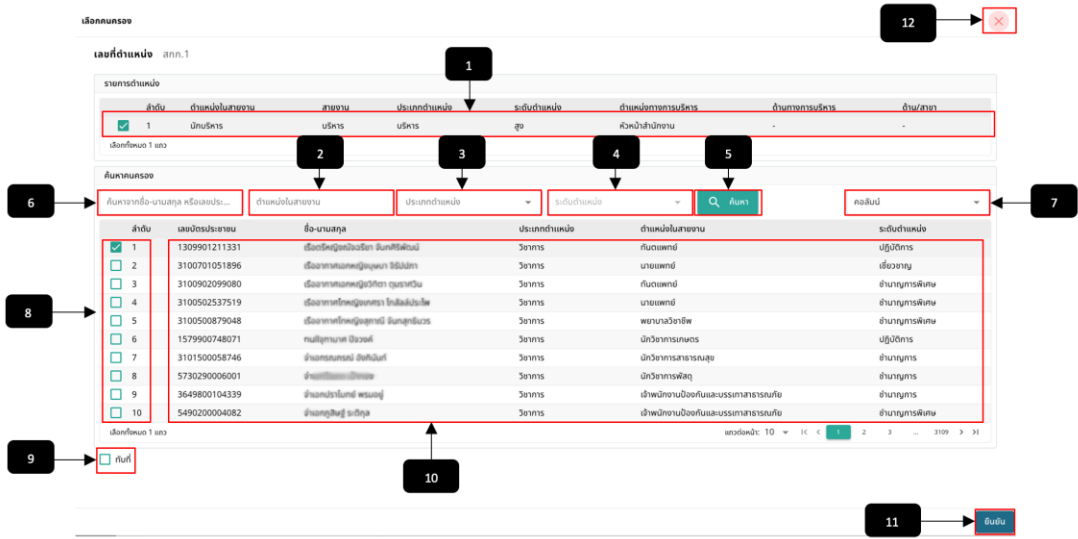 เลือกคนครอง
12
เลขที่ตำแหน่ง สกก.1
1
รายการตำแหน่ง
ลำดับ ตำแหน่งในสายงาน สายงาน ประเภทตำแหน่ง ระดับตำแหน่ง ตำแหน่งทางการบริหาร ด้านทางการบริหาร ด้าน/สาขา
1 นักบริหาร บริหาร บริหาร สูง หัวหน้าสำนักงาน - -
เลือกทั้งหมด 1 แถว
2 3 4 5
ค้นหาคนครอง
6 ค้นหาจากชื่อ-นามสกุล หรือเลขประ... ตำแหน่งในสายงาน ประเภทตำแหน่ง ระดับตำแหน่ง ค้นหา คอลัมน์ 7
ลำดับ เลขบัตรประชาชน ชื่อ-นามสกุล ประเภทตำแหน่ง ตำแหน่งในสายงาน ระดับตำแหน่ง
1 1309901211331 วิชาการ ทันตแพทย์ ปฏิบัติการ
2 3100701051896 วิชาการ นายแพทย์ เชี่ยวชาญ
3 3100902099080 วิชาการ ทันตแพทย์ ชำนาญการพิเศษ
4 3100502537519 วิชาการ นายแพทย์ ชำนาญการพิเศษ
8
5 3100500879048 วิชาการ พยาบาลวิชาชีพ ชำนาญการพิเศษ
6 1579900748071 วิชาการ นักวิชาการเกษตร ปฏิบัติการ
7 3101500058746 วิชาการ นักวิชาการสาธารณสุข ชำนาญการ
8 5730290006001 วิชาการ นักวิชาการพัสดุ ชำนาญการ
9 3649800104339 วิชาการ เจ้าพนักงานป้องกันและบรรเทาสาธารณภัย ชำนาญการ
10 5490200004082 วิชาการ เจ้าพนักงานป้องกันและบรรเทาสาธารณภัย ชำนาญการพิเศษ
เลือกทั้งหมด 1 แถว แถวต่อหน้า: 10 1 2 3 ... 3109
9 ทันที
10
11 ยืนยัน